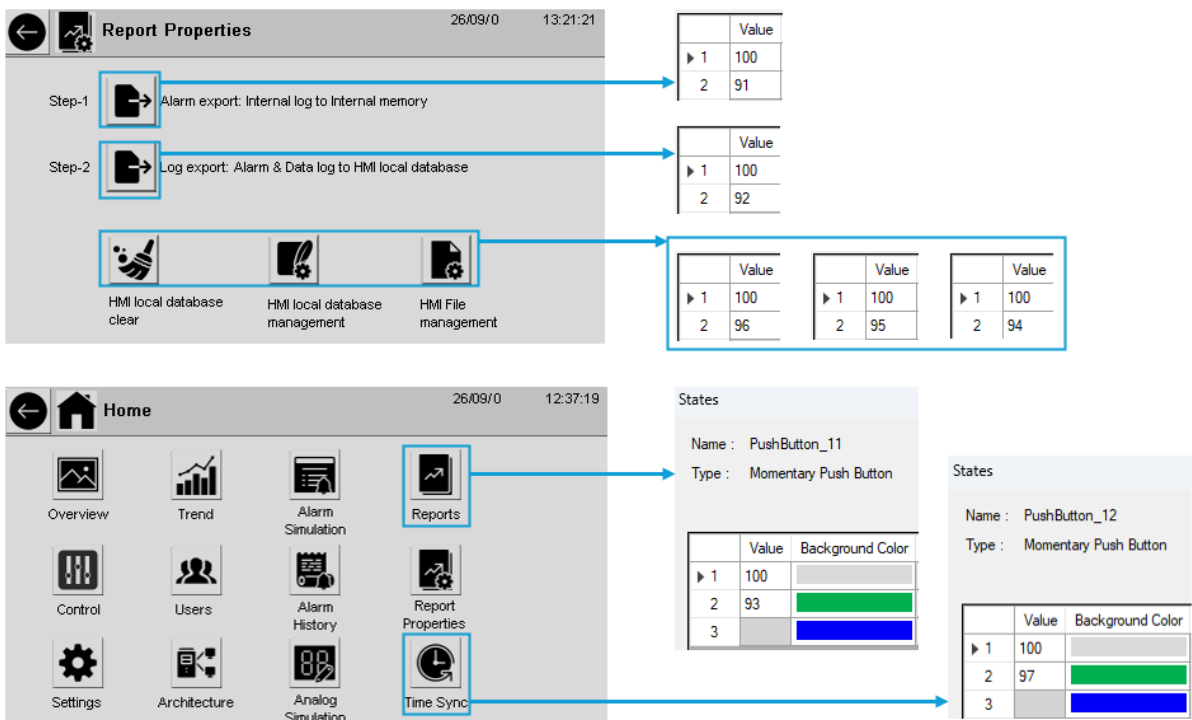 Report Properties
26/09/0
13:21:21
Step-1
Alarm export: Internal log to Internal memory
Step-2
Log export: Alarm & Data log to HMI local database
HMI local database
clear
HMI local database
management
HMI File
management
Value
1 100
2 91
Value
1 100
2 92
Value
1 100
2 96
Value
1 100
2 95
Value
1 100
2 94
Home
26/09/0
12:37:19
Overview
Trend
Alarm
Simulation
Reports
Control
Users
Alarm
History
Report
Properties
Settings
Architecture
Analog
Simulation
Time Sync
States
Name : PushButton_11
Type : Momentary Push Button
Value Background Color
1 100
2 93
3
States
Name : PushButton_12
Type : Momentary Push Button
Value Background Color
1 100
2 97
3